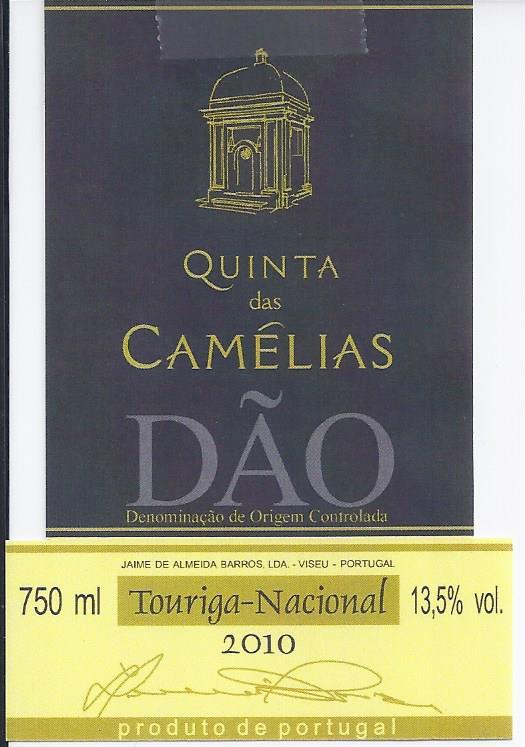 QUINTA
das
CAMÊLIAS
DÃO
Denominação de Origem Controlada
JAIME DE ALMEIDA BARROS, LDA. - VISEU - PORTUGAL
750 ml Touriga-Nacional 13,5% vol.
2010
produto de portugal